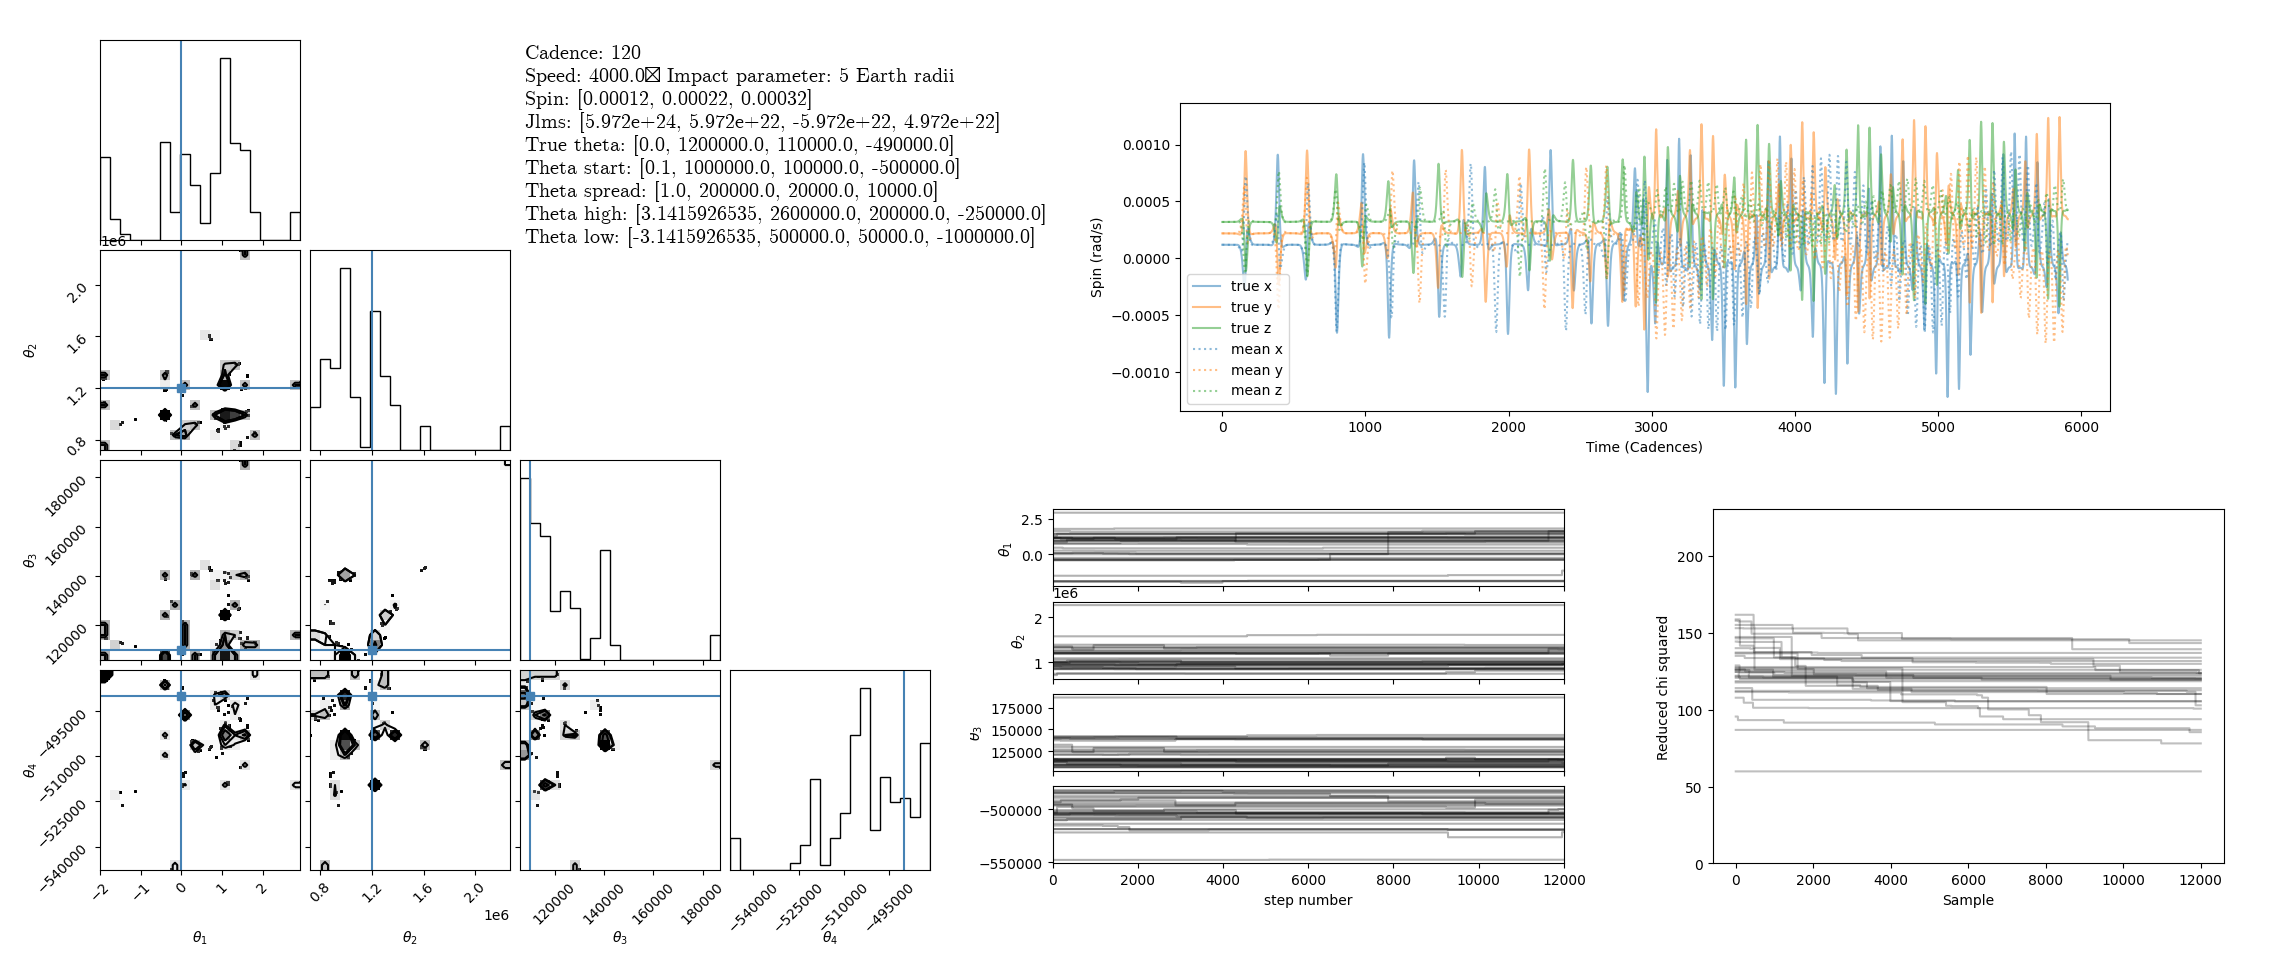 Cadence: 120
Speed: 4000.0 Impact parameter: 5 Earth radii
Spin: [0.00012, 0.00022, 0.00032]
Jlms: [5.972e+24, 5.972e+22, -5.972e+22, 4.972e+22]
True theta: [0.0, 1200000.0, 110000.0, -490000.0]
Theta start: [0.1, 1000000.0, 100000.0, -500000.0]
Theta spread: [1.0, 200000.0, 20000.0, 10000.0]
Theta high: [3.1415926535, 2600000.0, 200000.0, -250000.0]
Theta low: [-3.1415926535, 500000.0, 50000.0, -1000000.0]
1e6
2.0
1.6
1.2
0.8
θ2
180000
160000
140000
120000
θ3
−495000
−510000
−525000
−540000
θ4
−2 −1 0 1 2
θ1
0.8 1.2 1.6 2.0
1e6
θ2
120000 140000 160000 180000
θ3
−540000 −525000 −510000 −495000
θ4
0.0010
0.0005
0.0000
−0.0005
−0.0010
Spin (rad/s)
true x
true y
true z
mean x
mean y
mean z
0 1000 2000 3000 4000 5000 6000
Time (Cadences)
2.5
0.0
θ1
1e6
2
1
θ2
175000
150000
125000
θ3
−500000
−550000
0 2000 4000 6000 8000 10000 12000
step number
200
150
100
50
0
Reduced chi squared
0 2000 4000 6000 8000 10000 12000
Sample